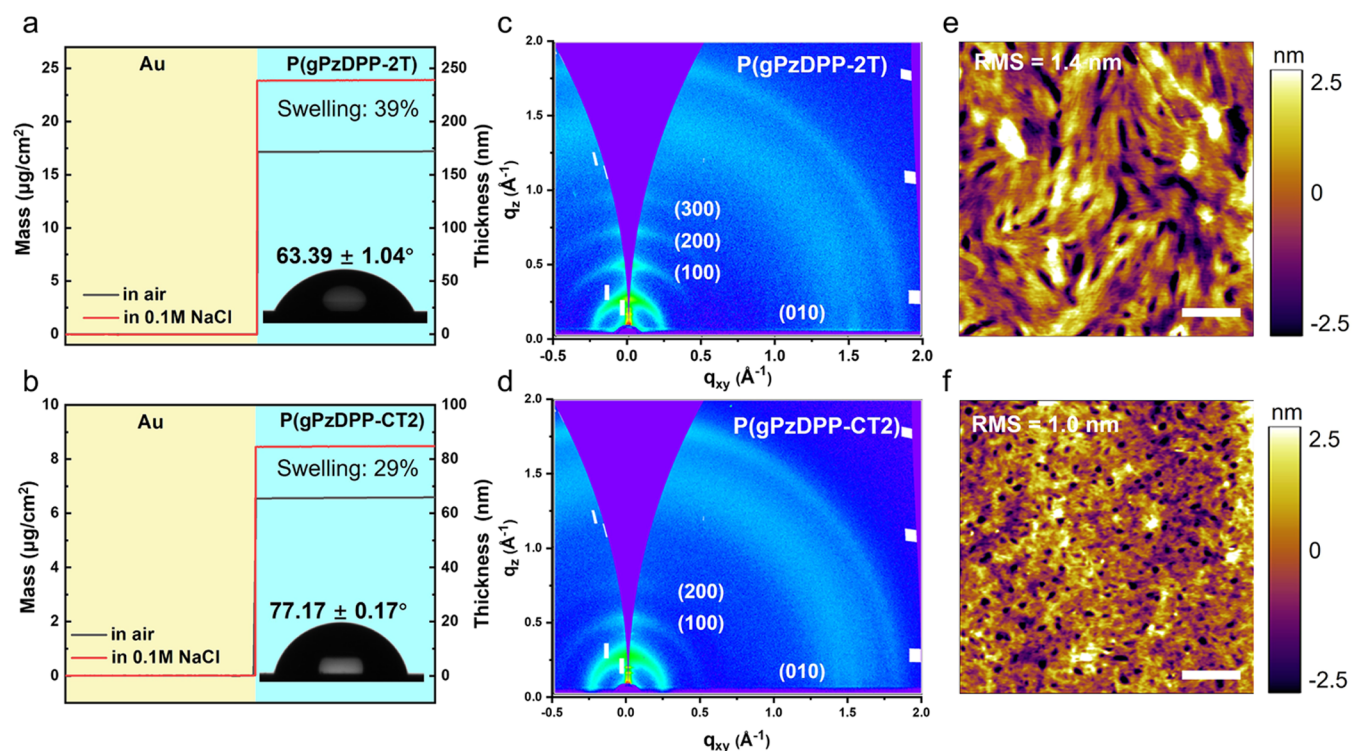 a
Au
P(gPzDPP-2T)
Swelling: 39%
63.39 ± 1.04°
in air
in 0.1M NaCl
Mass (μg/cm²)
25
20
15
10
5
0
Thickness (nm)
250
200
150
100
50
0
c
P(gPzDPP-2T)
(300)
(200)
(100)
(010)
q_z (Å⁻¹)
2.0
1.5
1.0
0.5
0.0
-0.5
0.0
0.5
1.0
1.5
2.0
q_xy (Å⁻¹)
e
RMS = 1.4 nm
nm
2.5
0
-2.5
b
Au
P(gPzDPP-CT2)
Swelling: 29%
77.17 ± 0.17°
in air
in 0.1M NaCl
Mass (μg/cm²)
10
8
6
4
2
0
Thickness (nm)
100
80
60
40
20
0
d
P(gPzDPP-CT2)
(200)
(100)
(010)
q_z (Å⁻¹)
2.0
1.5
1.0
0.5
0.0
-0.5
0.0
0.5
1.0
1.5
2.0
q_xy (Å⁻¹)
f
RMS = 1.0 nm
nm
2.5
0
-2.5